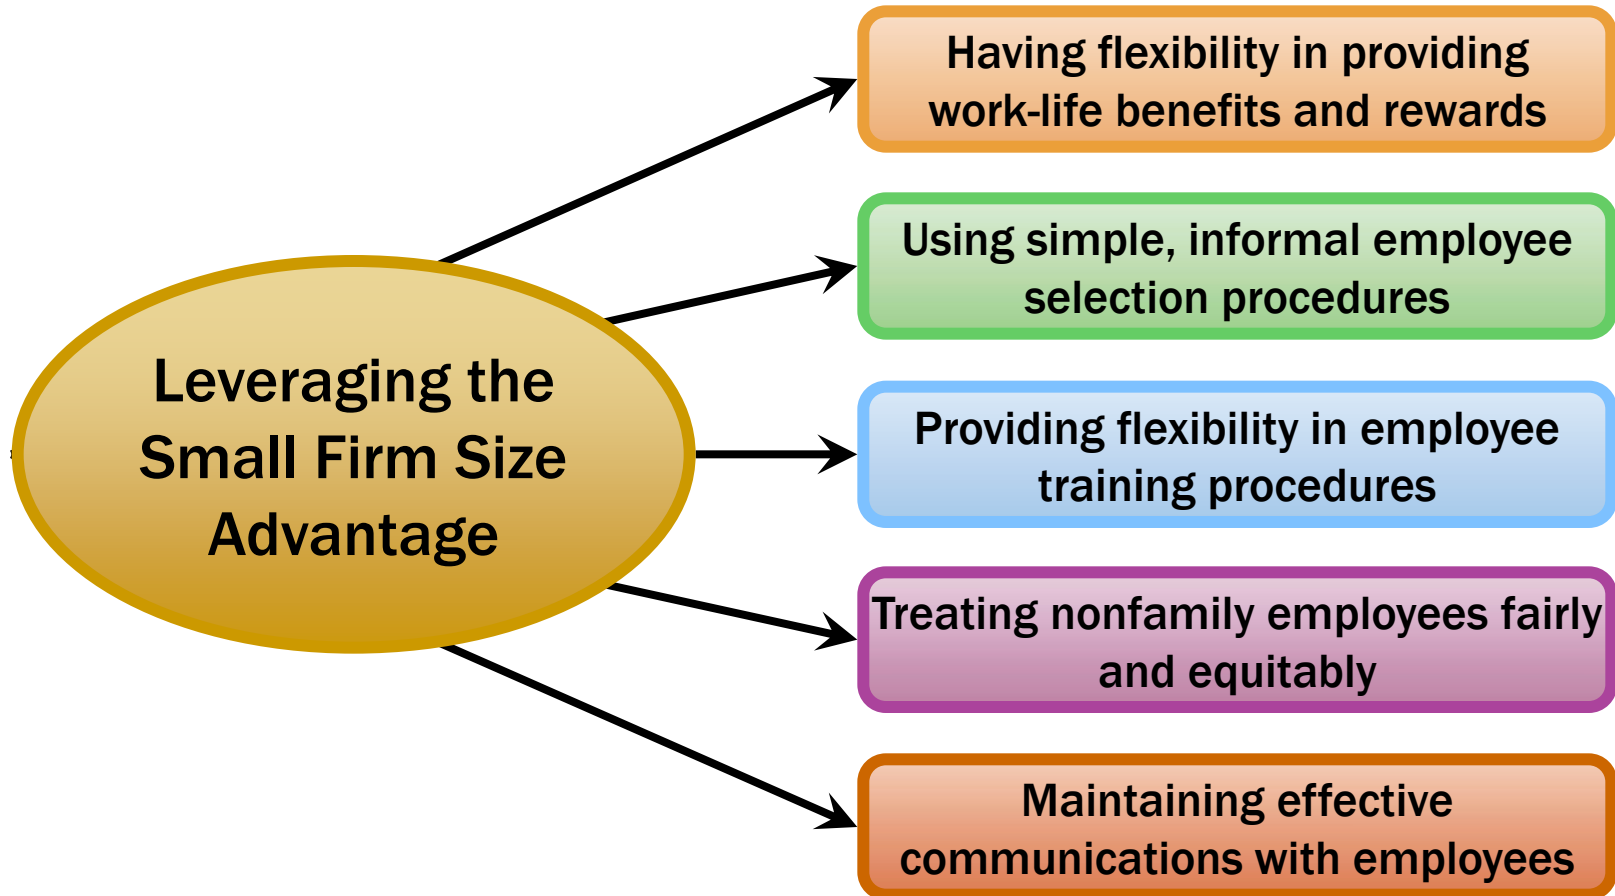 Leveraging the
Small Firm Size
Advantage
Having flexibility in providing
work-life benefits and rewards
Using simple, informal employee
selection procedures
Providing flexibility in employee
training procedures
Treating nonfamily employees fairly
and equitably
Maintaining effective
communications with employees